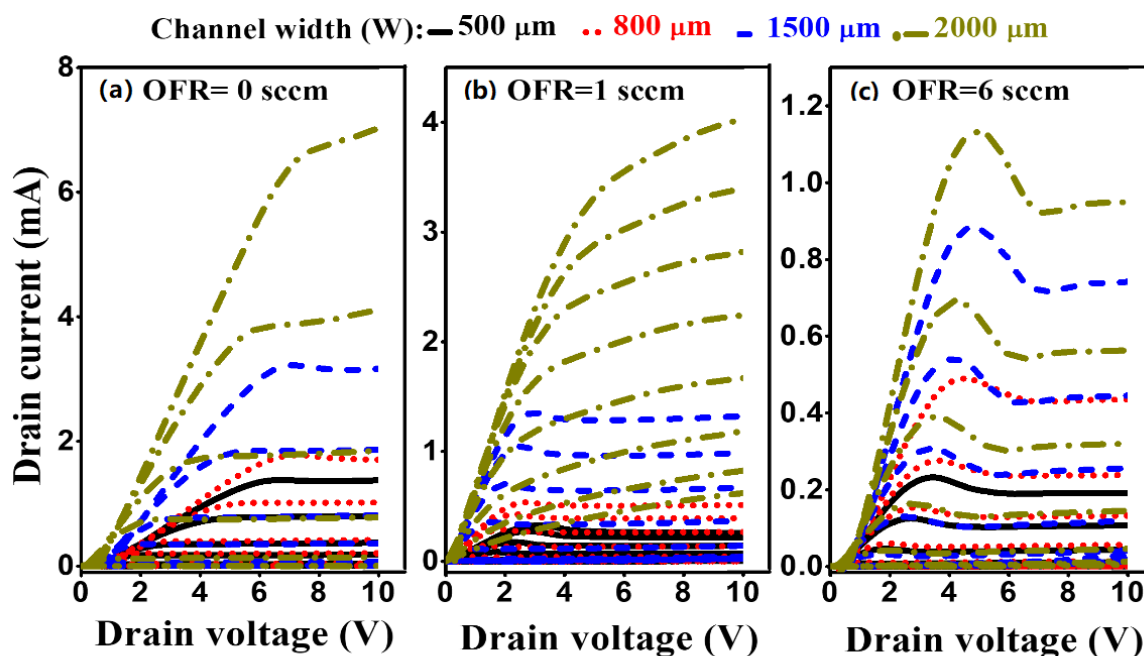 Channel width (W): 500 μm 800 μm 1500 μm 2000 μm
(a) OFR= 0 sccm
(b) OFR=1 sccm
(c) OFR=6 sccm
Drain current (mA)
8
6
4
2
0
4
3
2
1
0
1.2
1.0
0.8
0.6
0.4
0.2
0.0
0 2 4 6 8 10
0 2 4 6 8 10
0 2 4 6 8 10
Drain voltage (V)
Drain voltage (V)
Drain voltage (V)